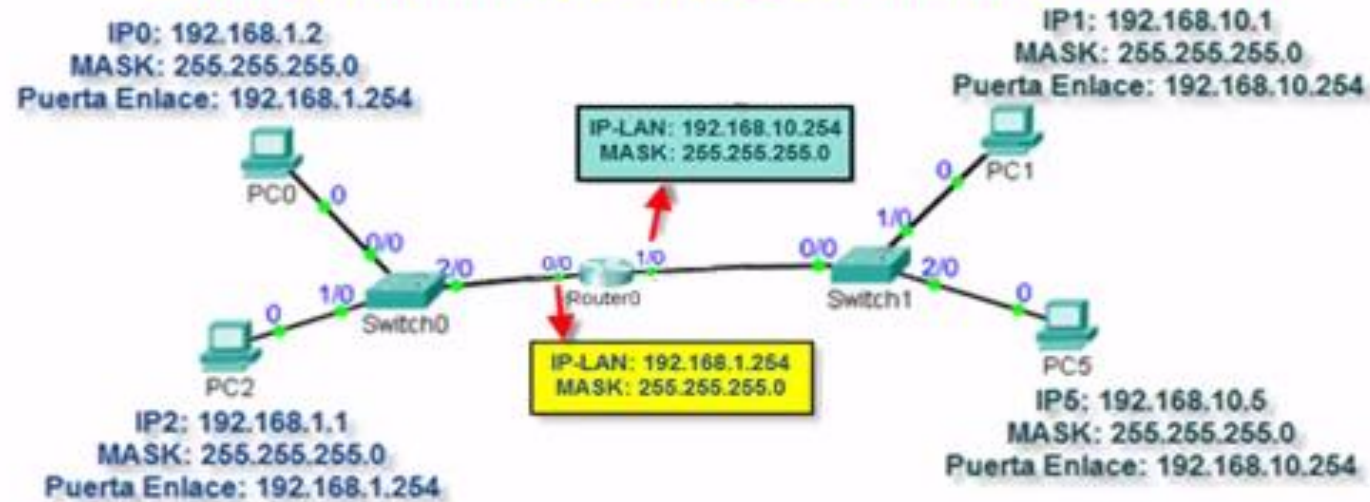 IP0: 192.168.1.2
MASK: 255.255.255.0
Puerta Enlace: 192.168.1.254
IP1: 192.168.10.1
MASK: 255.255.255.0
Puerta Enlace: 192.168.10.254
IP-LAN: 192.168.10.254
MASK: 255.255.255.0
PC0
0
0/0
PC1
0
1/0
2/0
0/0
Router0
1/0
0/0
Switch1
2/0
0
PC5
1/0
Switch0
0
PC2
IP-LAN: 192.168.1.254
MASK: 255.255.255.0
IP2: 192.168.1.1
MASK: 255.255.255.0
Puerta Enlace: 192.168.1.254
IP5: 192.168.10.5
MASK: 255.255.255.0
Puerta Enlace: 192.168.10.254